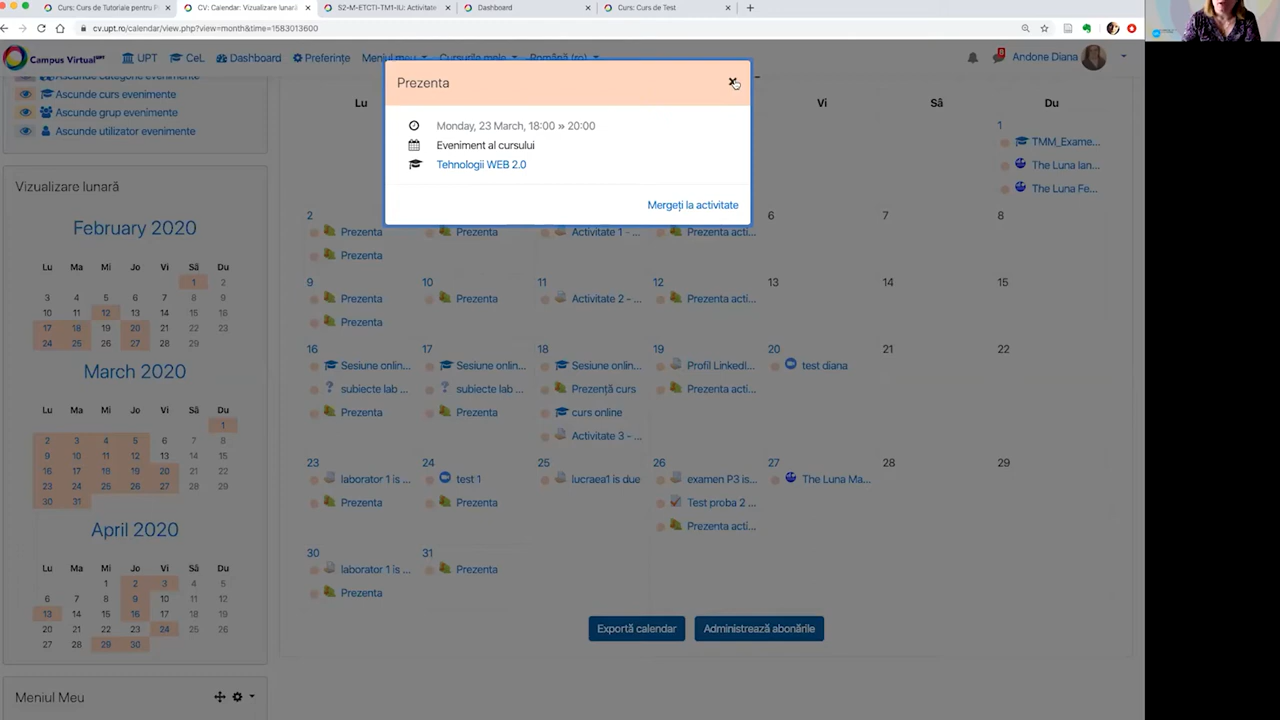 Curs: Curs de Tutoriale pentru P
CV: Calendar: Vizualizare lunară
S2-M-ETCTI-TM1-IU: Activitate
Dashboard
Curs: Curs de Test
cv.upt.ro/calendar/view.php?view=month&time=1583013600
Campus Virtual UPT
UPT
CeL
Dashboard
Preferințe
Meniul meu
Cursurile mele
Română (ro)
8
Andone Diana
Ascunde categorie evenimente
Ascunde curs evenimente
Ascunde grup evenimente
Ascunde utilizator evenimente
Vizualizare lunară
February 2020
Lu Ma Mi Jo Vi Sâ Du
1 2
3 4 5 6 7 8 9
10 11 12 13 14 15 16
17 18 19 20 21 22 23
24 25 26 27 28 29
March 2020
Lu Ma Mi Jo Vi Sâ Du
1
2 3 4 5 6 7 8
9 10 11 12 13 14 15
16 17 18 19 20 21 22
23 24 25 26 27 28 29
30 31
April 2020
Lu Ma Mi Jo Vi Sâ Du
1 2 3 4 5
6 7 8 9 10 11 12
13 14 15 16 17 18 19
20 21 22 23 24 25 26
27 28 29 30
Meniul Meu
Prezenta
Monday, 23 March, 18:00 » 20:00
Eveniment al cursului
Tehnologii WEB 2.0
Mergeți la activitate
Lu Vi Sâ Du
1
TMM_Exame...
The Luna Ian...
The Luna Fe...
2 6 7 8
Prezenta Prezenta Activitate 1 - ... Prezenta acti...
Prezenta
9 10 11 12 13 14 15
Prezenta Prezenta Activitate 2 - ... Prezenta acti...
Prezenta
16 17 18 19 20 21 22
Sesiune onlin... Sesiune onlin... Sesiune onlin... Profil LinkedI... test diana
subiecte lab ... subiecte lab ... Prezență curs Prezenta acti...
Prezenta Prezenta curs online
Activitate 3 - ...
23 24 25 26 27 28 29
laborator 1 is ... test 1 lucraea1 is due examen P3 is... The Luna Ma...
Prezenta Prezenta Test proba 2 ...
Prezenta acti...
30 31
laborator 1 is ... Prezenta
Prezenta
Exportă calendar
Administrează abonările